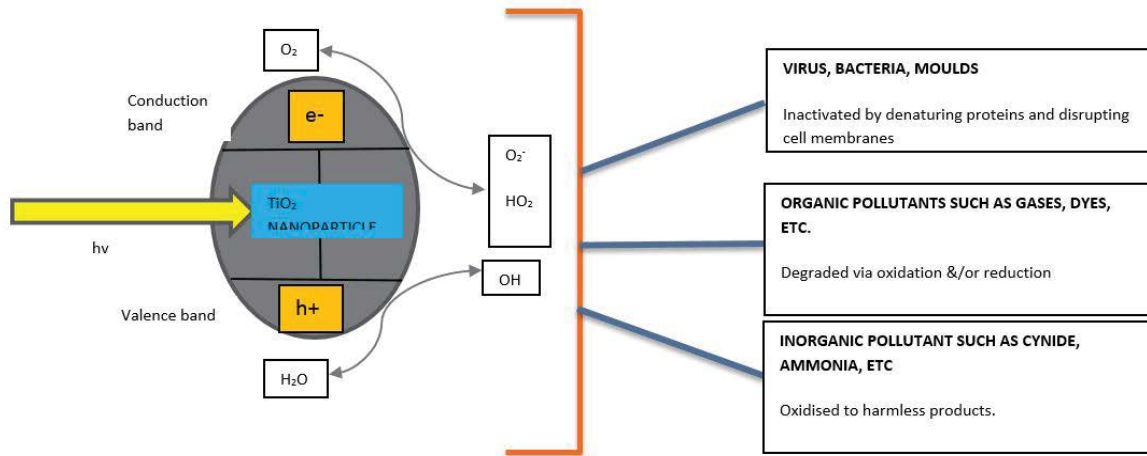 O₂
Conduction
band
e-
O₂⁻
HO₂
TiO₂
NANOPARTICLE
hv
OH
Valence band
h+
H₂O
VIRUS, BACTERIA, MOULDS
Inactivated by denaturing proteins and disrupting
cell membranes
ORGANIC POLLUTANTS SUCH AS GASES, DYES,
ETC.
Degraded via oxidation &/or reduction
INORGANIC POLLUTANT SUCH AS CYNIDE,
AMMONIA, ETC
Oxidised to harmless products.